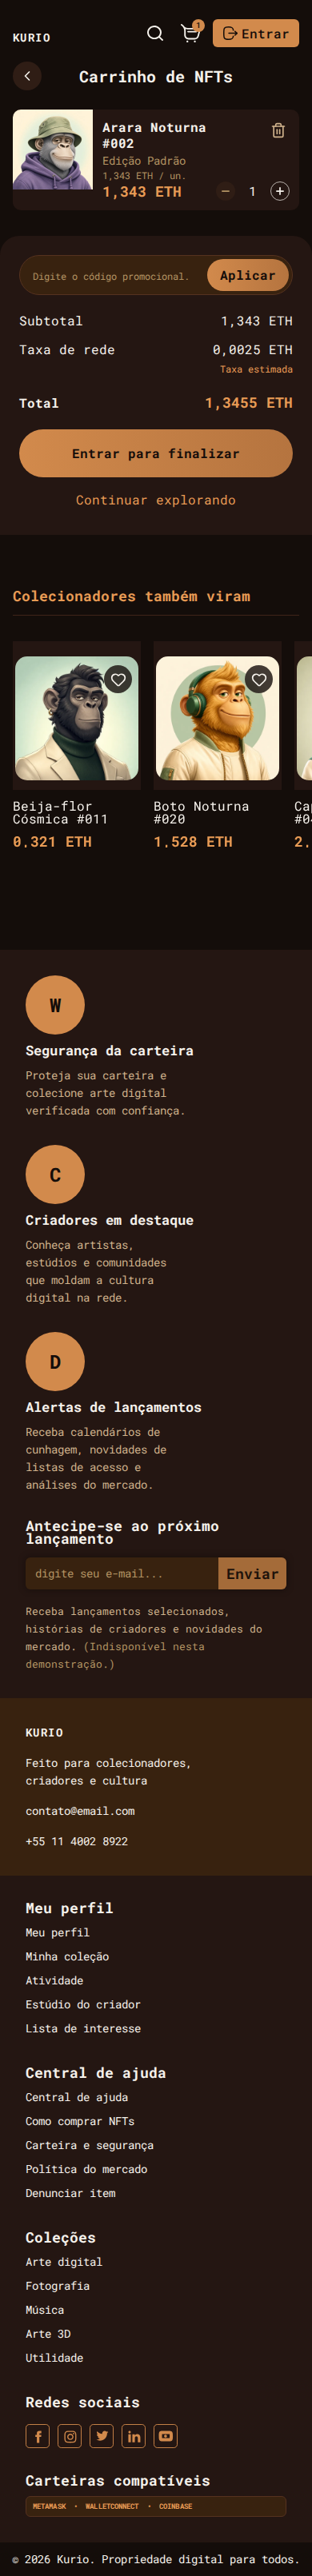 KURIO
1
Entrar
Carrinho de NFTs
Arara Noturna
#002
Edição Padrão
1,343 ETH / un.
1,343 ETH
1
Digite o código promocional.
Aplicar
Subtotal 1,343 ETH
Taxa de rede 0,0025 ETH
Taxa estimada
Total 1,3455 ETH
Entrar para finalizar
Continuar explorando
Colecionadores também viram
Beija-flor
Cósmica #011
0,321 ETH
Boto Noturna
#020
1,528 ETH
W
Segurança da carteira
Proteja sua carteira e
colecione arte digital
verificada com confiança.
C
Criadores em destaque
Conheça artistas,
estúdios e comunidades
que moldam a cultura
digital na rede.
D
Alertas de lançamentos
Receba calendários de
cunhagem, novidades de
listas de acesso e
análises do mercado.
Antecipe-se ao próximo
lançamento
digite seu e-mail...
Enviar
Receba lançamentos selecionados,
histórias de criadores e novidades do
mercado. (Indisponível nesta
demonstração.)
KURIO
Feito para colecionadores,
criadores e cultura
contato@email.com
+55 11 4002 8922
Meu perfil
Meu perfil
Minha coleção
Atividade
Estúdio do criador
Lista de interesse
Central de ajuda
Central de ajuda
Como comprar NFTs
Carteira e segurança
Política do mercado
Denunciar item
Coleções
Arte digital
Fotografia
Música
Arte 3D
Utilidade
Redes sociais
Carteiras compatíveis
METAMASK • WALLETCONNECT • COINBASE
© 2026 Kurio. Propriedade digital para todos.